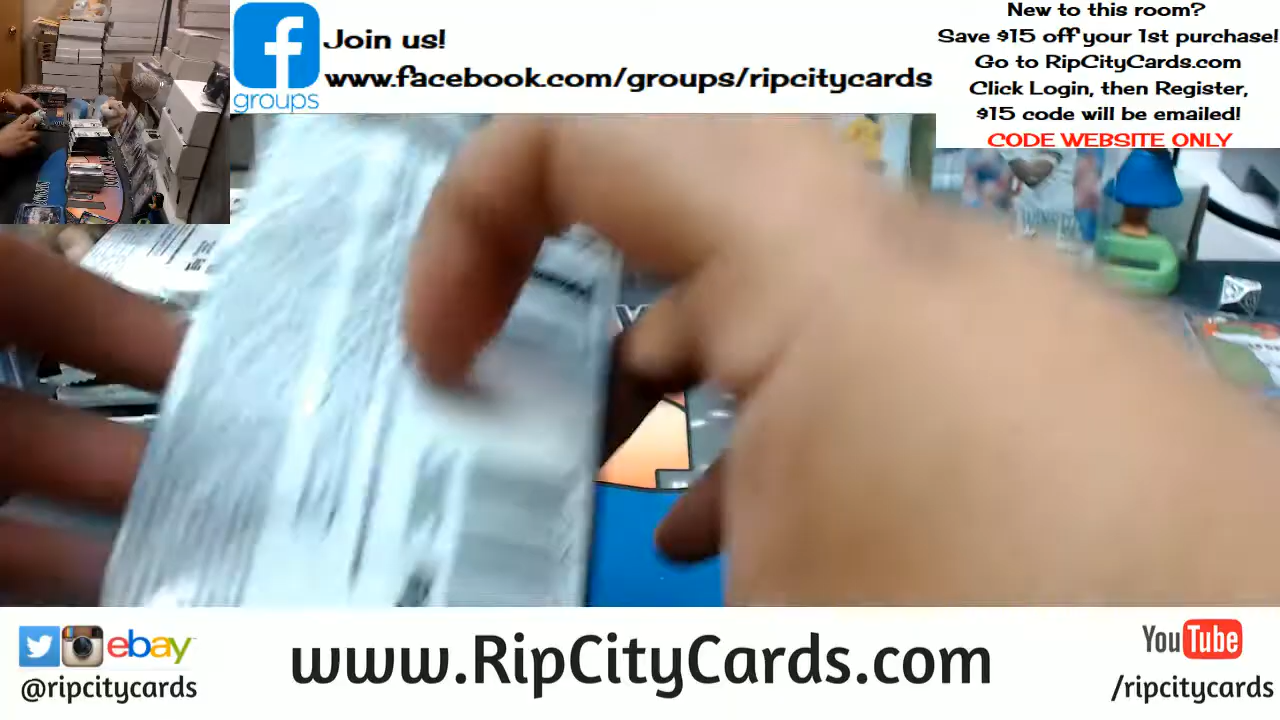 Join us!
www.facebook.com/groups/ripcitycards
groups
New to this room?
Save $15 off your 1st purchase!
Go to RipCityCards.com
Click Login, then Register,
$15 code will be emailed!
CODE WEBSITE ONLY
ebay
@ripcitycards
www.RipCityCards.com
YouTube
/ripcitycards